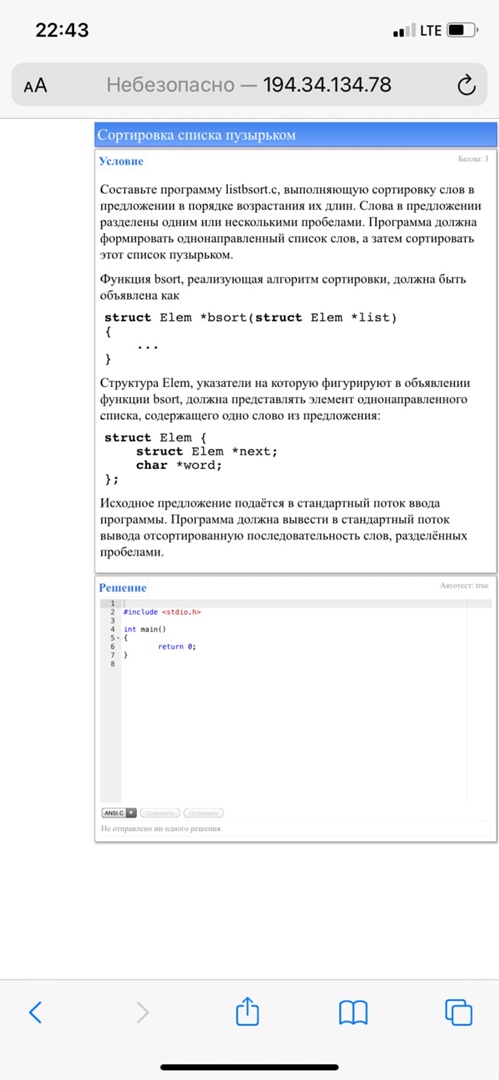 22:43
LTE
AA
Небезопасно — 194.34.134.78
Сортировка списка пузырьком
Условие
Баллы: 3
Составьте программу listbsort.c, выполняющую сортировку слов в
предложении в порядке возрастания их длин. Слова в предложении
разделены одним или несколькими пробелами. Программа должна
формировать однонаправленный список слов, а затем сортировать
этот список пузырьком.
Функция bsort, реализующая алгоритм сортировки, должна быть
объявлена как
struct Elem *bsort(struct Elem *list)
{
...
}
Структура Elem, указатели на которую фигурируют в объявлении
функции bsort, должна представлять элемент однонаправленного
списка, содержащего одно слово из предложения:
struct Elem {
struct Elem *next;
char *word;
};
Исходное предложение подаётся в стандартный поток ввода
программы. Программа должна вывести в стандартный поток
вывода отсортированную последовательность слов, разделённых
пробелами.
Решение
Автотест: true
1
2 #include <stdio.h>
3
4 int main()
5 {
6 return 0;
7 }
8
ANSI C
Сохранить
Отправить
Не отправлено ни одного решения.